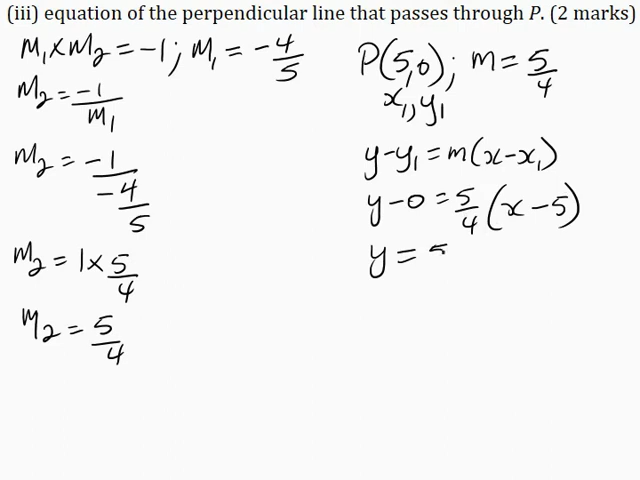 (iii) equation of the perpendicular line that passes through P. (2 marks)
m₁ × m₂ = -1 ; m₁ = -4/5
m₂ = -1/m₁
m₂ = -1/(-4/5)
m₂ = 1 × 5/4
m₂ = 5/4
P(5,0) ; m = 5/4
x₁, y₁
y - y₁ = m(x - x₁)
y - 0 = 5/4 (x - 5)
y = 5